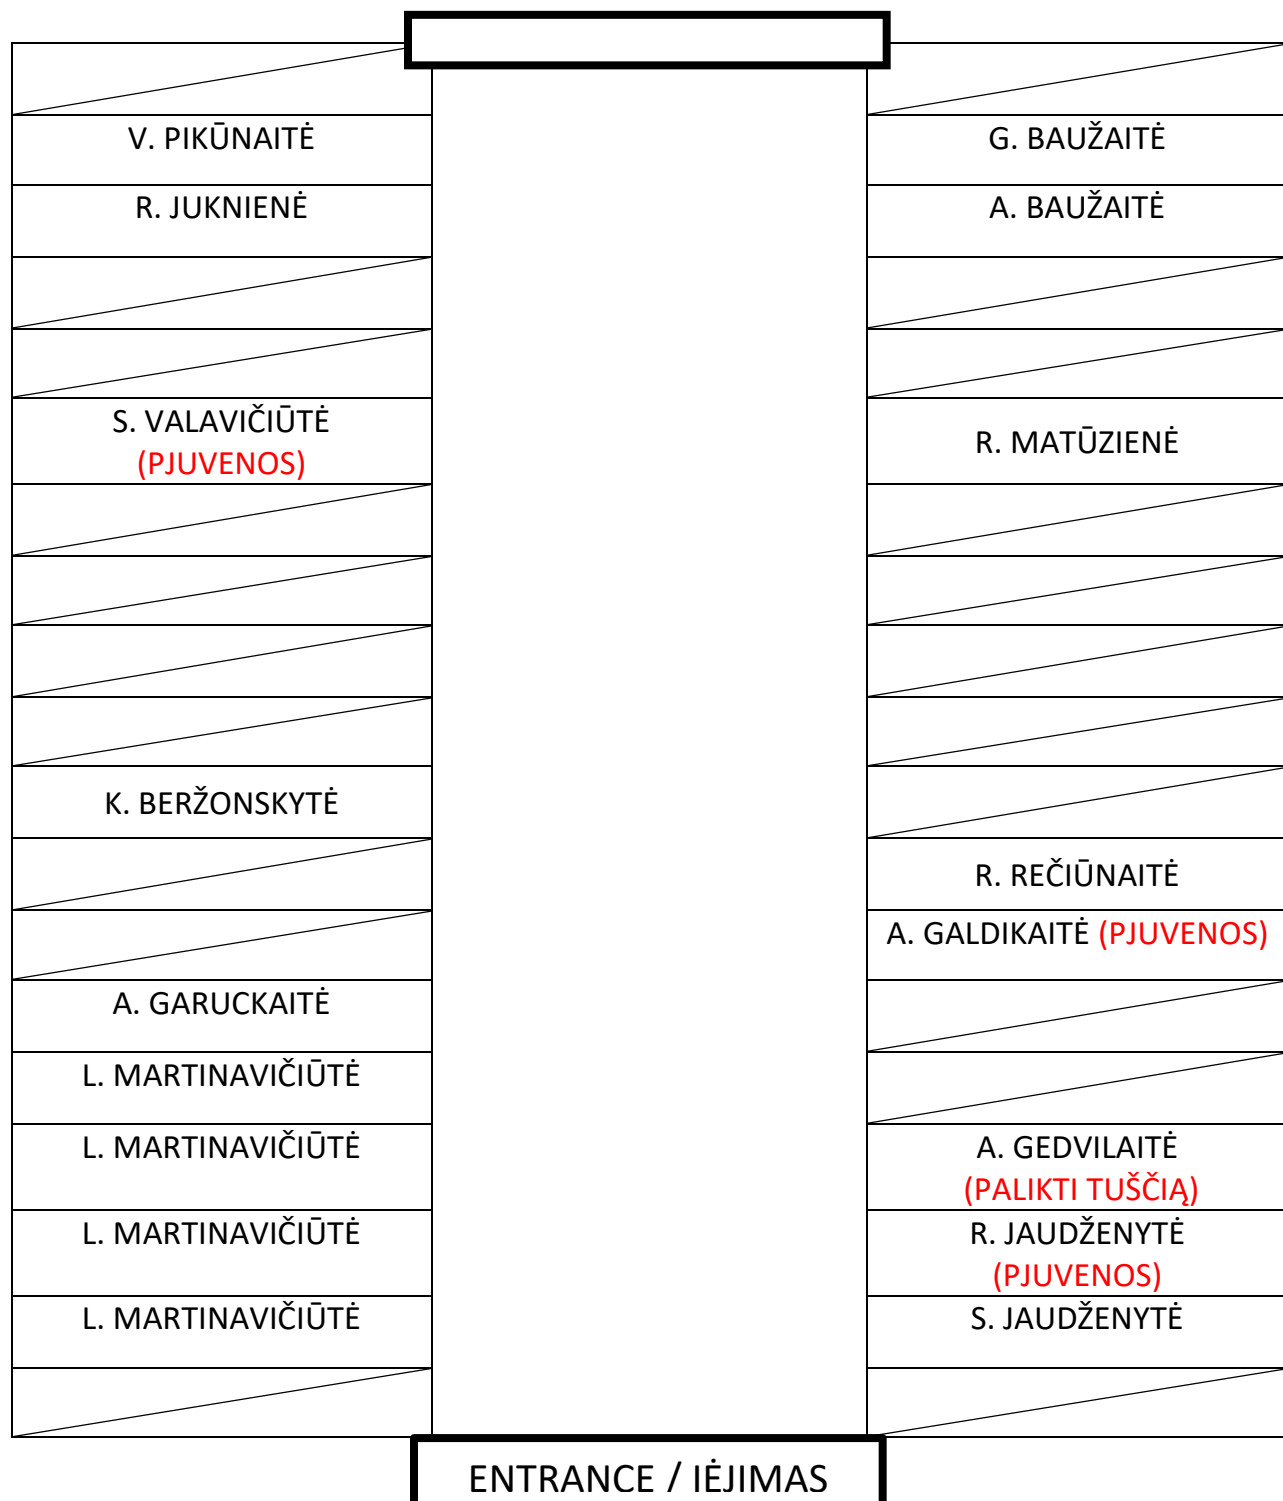 V. PIKŪNAITĖ
G. BAUŽAITĖ
R. JUKNIENĖ
A. BAUŽAITĖ
S. VALAVIČIŪTĖ
(PJUVENOS)
R. MATŪZIENĖ
K. BERŽONSKYTĖ
R. REČIŪNAITĖ
A. GALDIKAITĖ (PJUVENOS)
A. GARUCKAITĖ
L. MARTINAVIČIŪTĖ
L. MARTINAVIČIŪTĖ
A. GEDVILAITĖ
(PALIKTI TUŠČIĄ)
L. MARTINAVIČIŪTĖ
R. JAUDŽENYTĖ
(PJUVENOS)
L. MARTINAVIČIŪTĖ
S. JAUDŽENYTĖ
ENTRANCE / IĖJIMAS